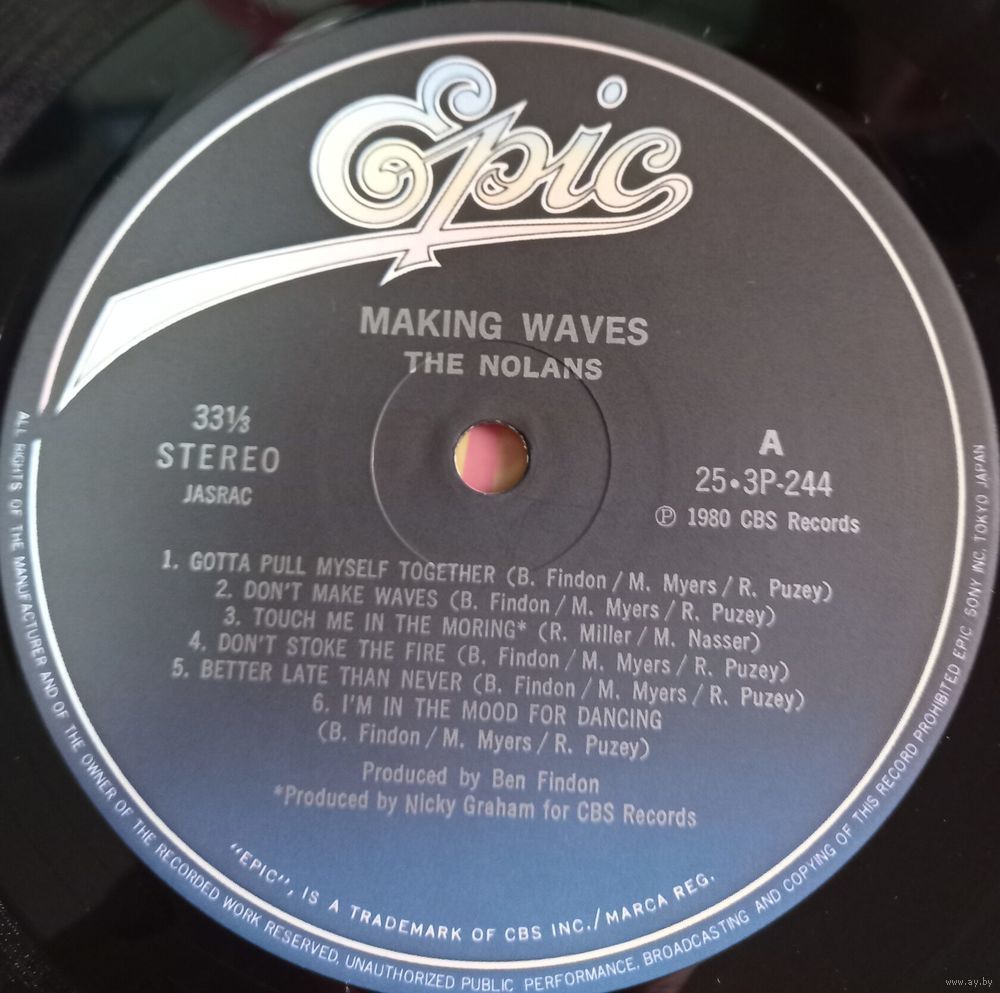 Epic
MAKING WAVES
THE NOLANS
33⅓
STEREO
JASRAC
A
25•3P-244
℗ 1980 CBS Records
1. GOTTA PULL MYSELF TOGETHER (B. Findon / M. Myers / R. Puzey)
2. DON'T MAKE WAVES (B. Findon / M. Myers / R. Puzey)
3. TOUCH ME IN THE MORING* (R. Miller / M. Nasser)
4. DON'T STOKE THE FIRE (B. Findon / M. Myers / R. Puzey)
5. BETTER LATE THAN NEVER (B. Findon / M. Myers / R. Puzey)
6. I'M IN THE MOOD FOR DANCING
(B. Findon / M. Myers / R. Puzey)
Produced by Ben Findon
*Produced by Nicky Graham for CBS Records
"EPIC", IS A TRADEMARK OF CBS INC./MARCA REG.
ALL RIGHTS OF THE MANUFACTURER AND OF THE OWNER OF THE RECORDED WORK RESERVED, UNAUTHORIZED PUBLIC PERFORMANCE, BROADCASTING AND COPYING OF THIS RECORD PROHIBITED EPIC SONY INC. TOKYO JAPAN
www.ay.by